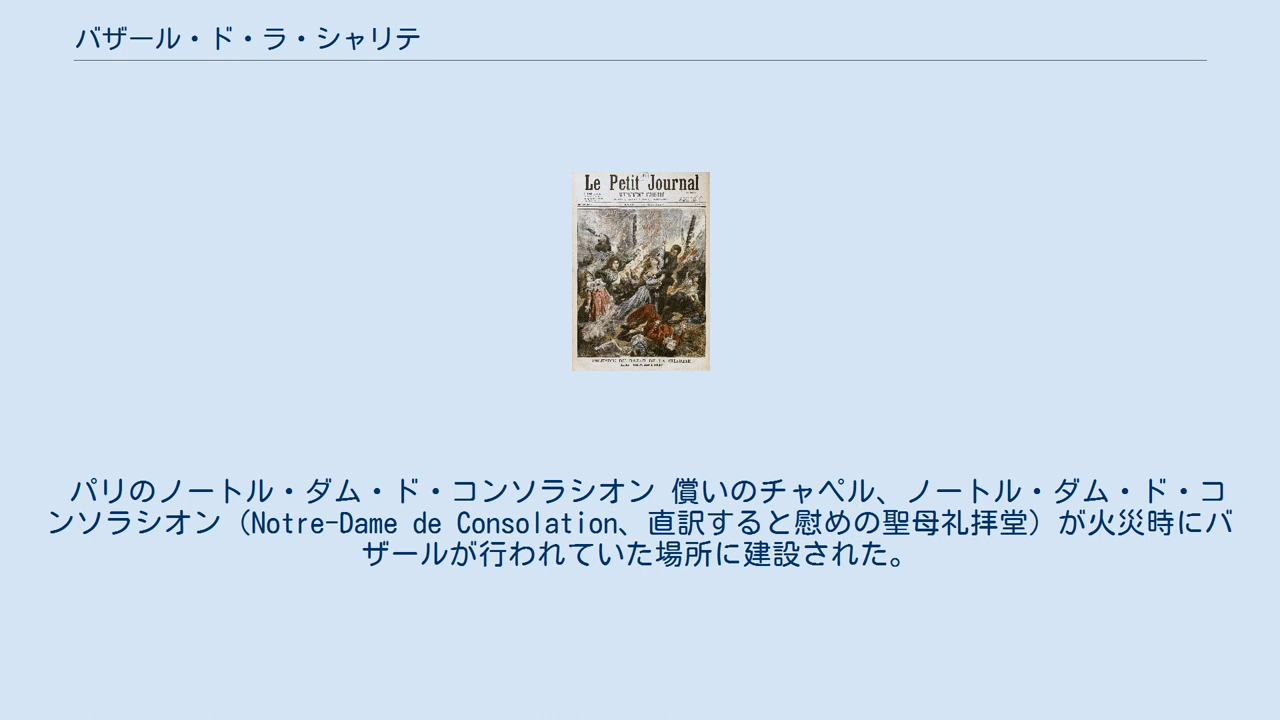 バザール・ド・ラ・シャリテ
Le Petit Journal
パリのノートル・ダム・ド・コンソラシオン 償いのチャペル、ノートル・ダム・ド・コ
ンソラシオン（Notre-Dame de Consolation、直訳すると慰めの聖母礼拝堂）が火災時にバ
ザールが行われていた場所に建設された。